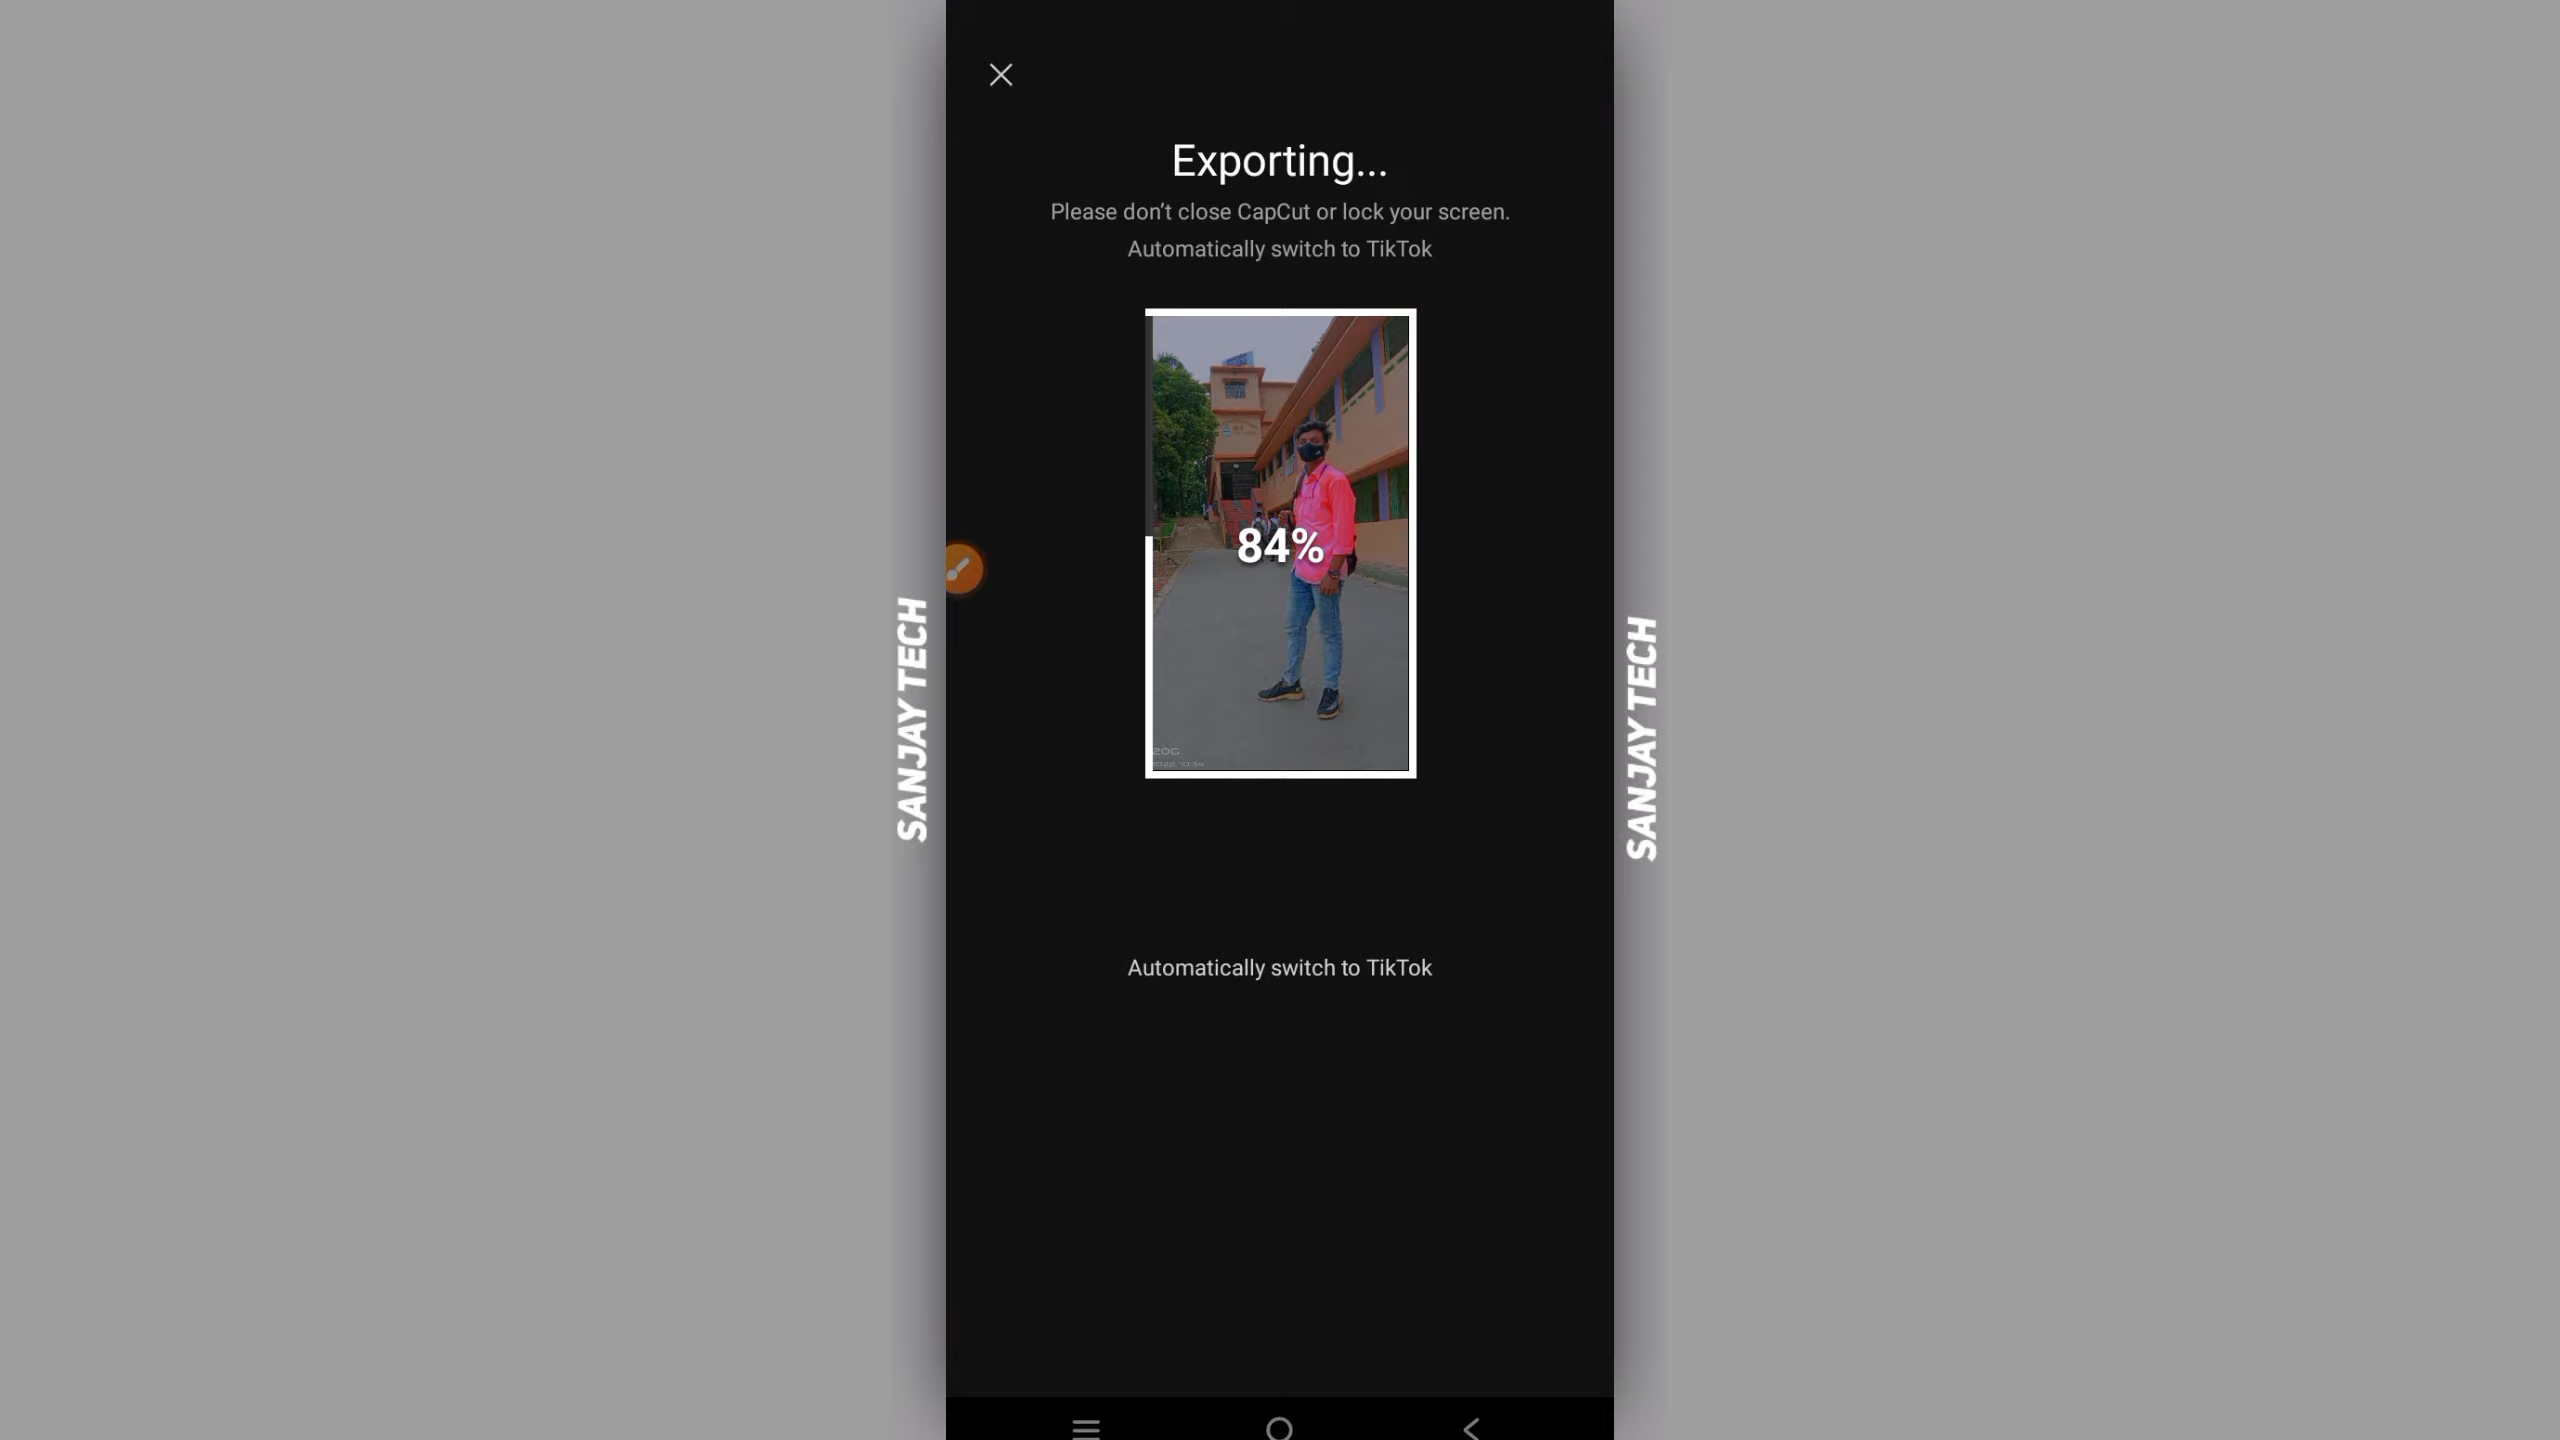 Exporting...
Please don't close CapCut or lock your screen.
Automatically switch to TikTok
84%
SANJAY TECH
SANJAY TECH
Automatically switch to TikTok